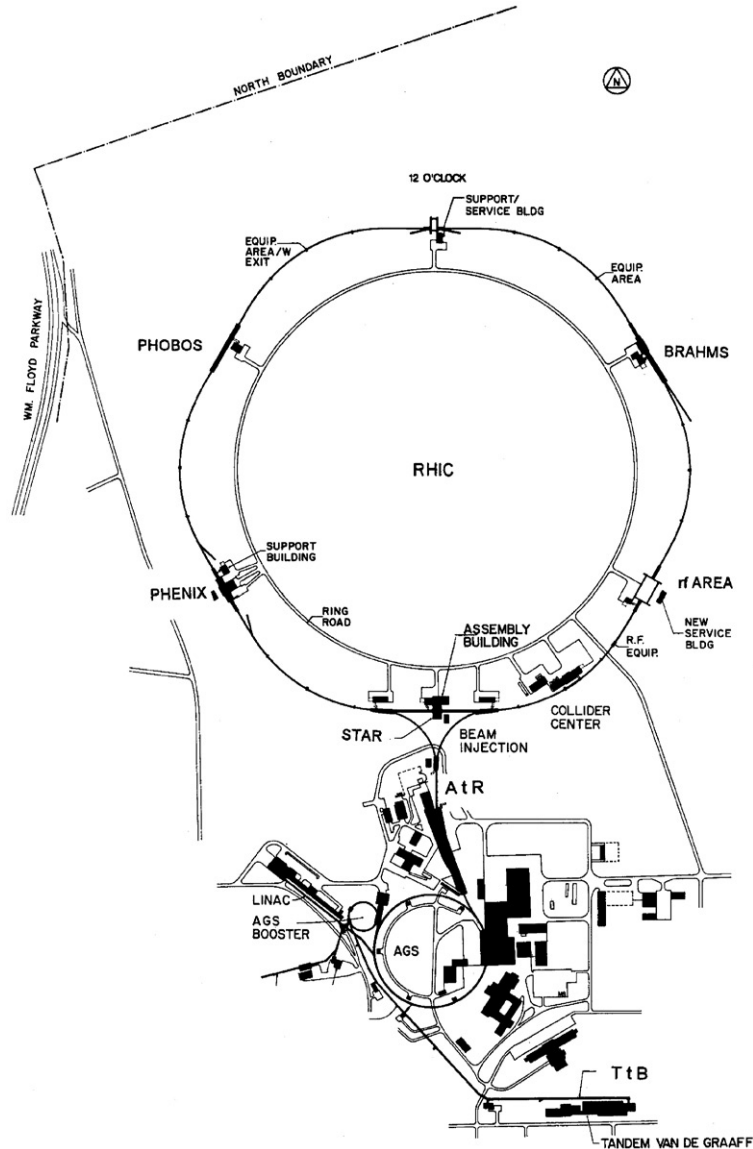 NORTH BOUNDARY
N
12 O'CLOCK
SUPPORT/
SERVICE BLDG
EQUIP.
AREA/W
EXIT
EQUIP.
AREA
WM. FLOYD PARKWAY
PHOBOS
BRAHMS
RHIC
SUPPORT
BUILDING
PHENIX
rf AREA
RING
ROAD
NEW
SERVICE
BLDG
ASSEMBLY
BUILDING
R.F.
EQUIP.
COLLIDER
CENTER
STAR
BEAM
INJECTION
AtR
LINAC
AGS
BOOSTER
AGS
TtB
TANDEM VAN DE GRAAFF